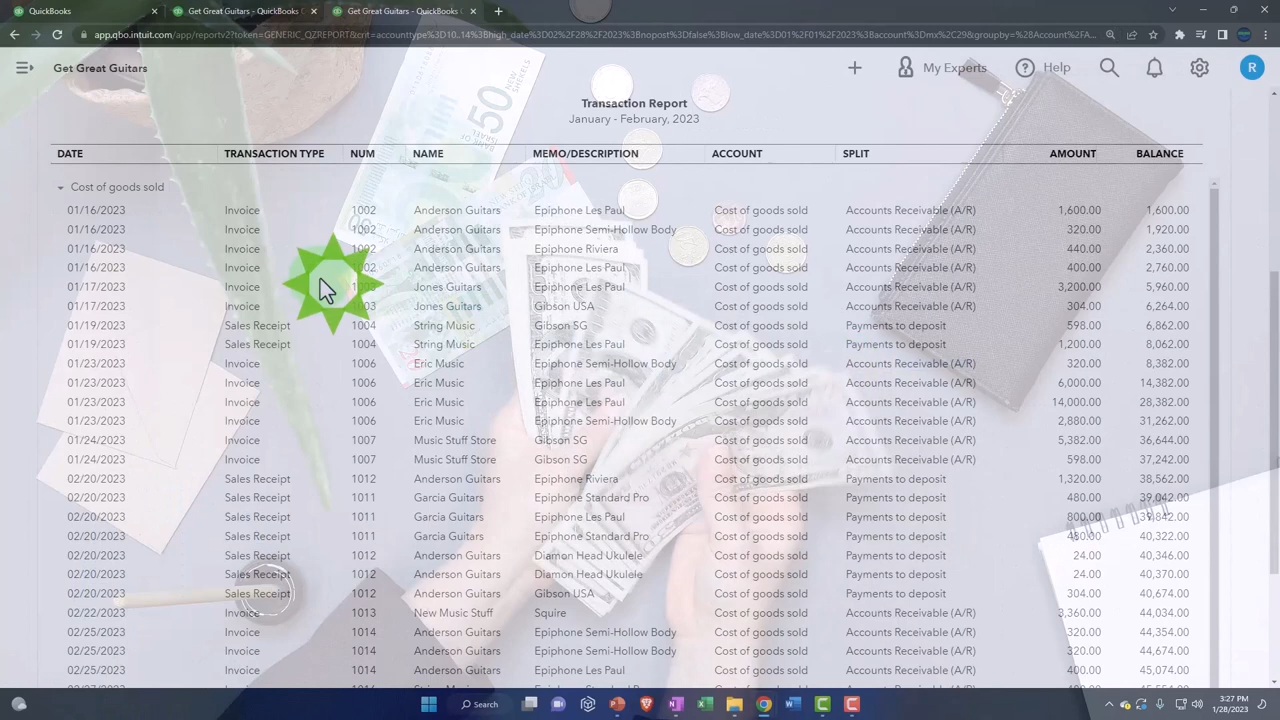 QuickBooks
Get Great Guitars - QuickBooks
Get Great Guitars - QuickBooks
app.qbo.intuit.com/app/reportv2?token=GENERIC_QZREPORT&crit=accounttype%3D10..14%3Bhigh_date%3D02%2F28%2F2023%3Bnopost%3Dfalse%3Blow_date%3D01%2F01%2F2023%3Baccount%3Dmx%2C29&groupby=%28Account%2FA...
Get Great Guitars My Experts Help R
Transaction Report
January - February, 2023
DATE TRANSACTION TYPE NUM NAME MEMO/DESCRIPTION ACCOUNT SPLIT AMOUNT BALANCE
Cost of goods sold
01/16/2023 Invoice 1002 Anderson Guitars Epiphone Les Paul Cost of goods sold Accounts Receivable (A/R) 1,600.00 1,600.00
01/16/2023 Invoice 1002 Anderson Guitars Epiphone Semi-Hollow Body Cost of goods sold Accounts Receivable (A/R) 320.00 1,920.00
01/16/2023 Invoice 1002 Anderson Guitars Epiphone Riviera Cost of goods sold Accounts Receivable (A/R) 440.00 2,360.00
01/16/2023 Invoice 1002 Anderson Guitars Epiphone Les Paul Cost of goods sold Accounts Receivable (A/R) 400.00 2,760.00
01/17/2023 Invoice 1003 Jones Guitars Epiphone Les Paul Cost of goods sold Accounts Receivable (A/R) 3,200.00 5,960.00
01/17/2023 Invoice 1003 Jones Guitars Gibson USA Cost of goods sold Accounts Receivable (A/R) 304.00 6,264.00
01/19/2023 Sales Receipt 1004 String Music Gibson SG Cost of goods sold Payments to deposit 598.00 6,862.00
01/19/2023 Sales Receipt 1004 String Music Epiphone Les Paul Cost of goods sold Payments to deposit 1,200.00 8,062.00
01/23/2023 Invoice 1006 Eric Music Epiphone Semi-Hollow Body Cost of goods sold Accounts Receivable (A/R) 320.00 8,382.00
01/23/2023 Invoice 1006 Eric Music Epiphone Les Paul Cost of goods sold Accounts Receivable (A/R) 6,000.00 14,382.00
01/23/2023 Invoice 1006 Eric Music Epiphone Les Paul Cost of goods sold Accounts Receivable (A/R) 14,000.00 28,382.00
01/23/2023 Invoice 1006 Eric Music Epiphone Semi-Hollow Body Cost of goods sold Accounts Receivable (A/R) 2,880.00 31,262.00
01/24/2023 Invoice 1007 Music Stuff Store Gibson SG Cost of goods sold Accounts Receivable (A/R) 5,382.00 36,644.00
01/24/2023 Invoice 1007 Music Stuff Store Gibson SG Cost of goods sold Accounts Receivable (A/R) 598.00 37,242.00
02/20/2023 Sales Receipt 1012 Anderson Guitars Epiphone Riviera Cost of goods sold Payments to deposit 1,320.00 38,562.00
02/20/2023 Sales Receipt 1011 Garcia Guitars Epiphone Standard Pro Cost of goods sold Payments to deposit 480.00 39,042.00
02/20/2023 Sales Receipt 1011 Garcia Guitars Epiphone Les Paul Cost of goods sold Payments to deposit 800.00 39,842.00
02/20/2023 Sales Receipt 1011 Garcia Guitars Epiphone Standard Pro Cost of goods sold Payments to deposit 480.00 40,322.00
02/20/2023 Sales Receipt 1012 Anderson Guitars Diamon Head Ukulele Cost of goods sold Payments to deposit 24.00 40,346.00
02/20/2023 Sales Receipt 1012 Anderson Guitars Diamon Head Ukulele Cost of goods sold Payments to deposit 24.00 40,370.00
02/20/2023 Sales Receipt 1012 Anderson Guitars Gibson USA Cost of goods sold Payments to deposit 304.00 40,674.00
02/22/2023 Invoice 1013 New Music Stuff Squire Cost of goods sold Accounts Receivable (A/R) 3,360.00 44,034.00
02/25/2023 Invoice 1014 Anderson Guitars Epiphone Semi-Hollow Body Cost of goods sold Accounts Receivable (A/R) 320.00 44,354.00
02/25/2023 Invoice 1014 Anderson Guitars Epiphone Semi-Hollow Body Cost of goods sold Accounts Receivable (A/R) 320.00 44,674.00
02/25/2023 Invoice 1014 Anderson Guitars Epiphone Les Paul Cost of goods sold Accounts Receivable (A/R) 400.00 45,074.00
Search
3:27 PM
1/28/2023
50